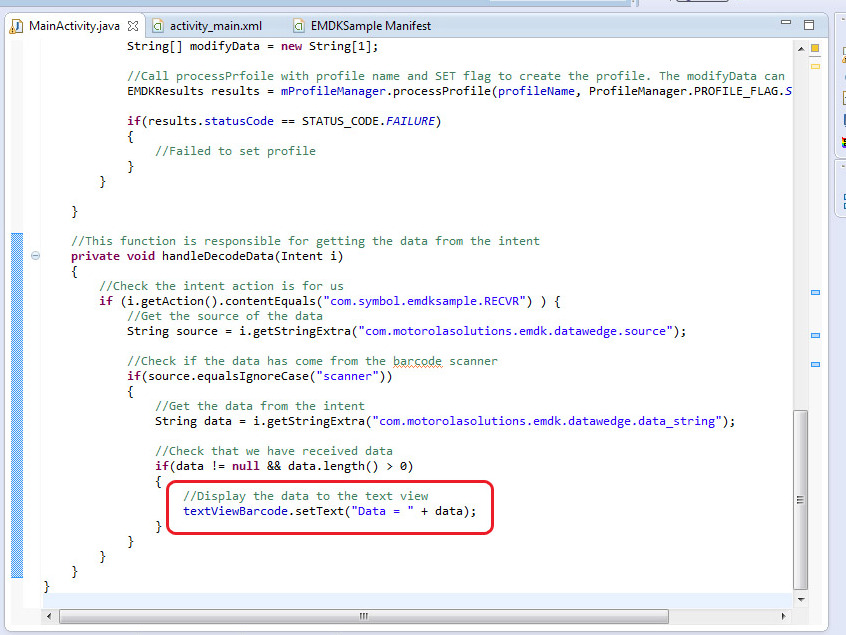 MainActivity.java
activity_main.xml
EMDKSample Manifest
String[] modifyData = new String[1];
//Call processPrfoile with profile name and SET flag to create the profile. The modifyData can
EMDKResults results = mProfileManager.processProfile(profileName, ProfileManager.PROFILE_FLAG.S
if(results.statusCode == STATUS_CODE.FAILURE)
{
//Failed to set profile
}
}
}
//This function is responsible for getting the data from the intent
private void handleDecodeData(Intent i)
{
//Check the intent action is for us
if (i.getAction().contentEquals("com.symbol.emdksample.RECVR") ) {
//Get the source of the data
String source = i.getStringExtra("com.motorolasolutions.emdk.datawedge.source");
//Check if the data has come from the barcode scanner
if(source.equalsIgnoreCase("scanner"))
{
//Get the data from the intent
String data = i.getStringExtra("com.motorolasolutions.emdk.datawedge.data_string");
//Check that we have received data
if(data != null && data.length() > 0)
{
//Display the data to the text view
textViewBarcode.setText("Data = " + data);
}
}
}
}
}